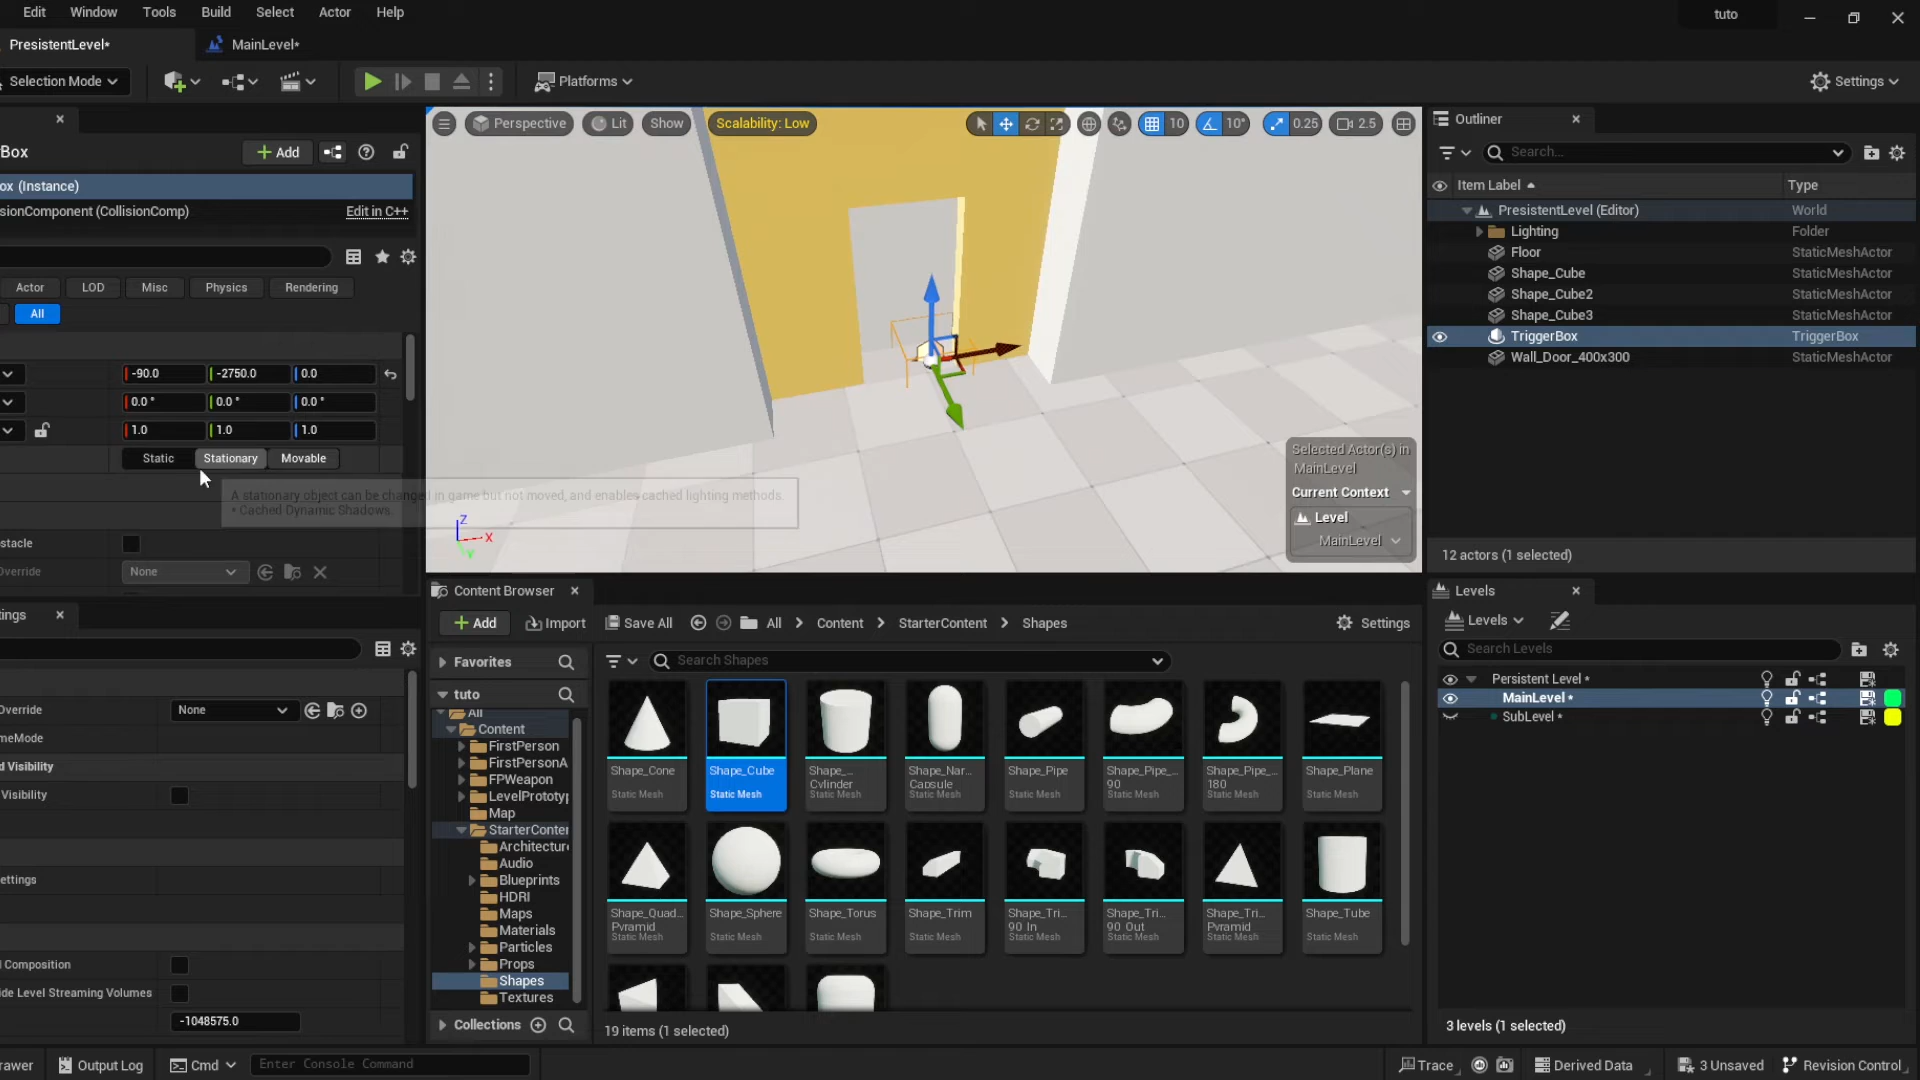 Edit Window Tools Build Select Actor Help
tuto
PresistentLevel*
MainLevel*
Selection Mode
Platforms
Settings
Box
Add
ox (Instance)
sionComponent (CollisionComp)
Edit in C++
Actor LOD Misc Physics Rendering
All
-90.0 -2750.0 0.0
0.0 ° 0.0 ° 0.0 °
1.0 1.0 1.0
Static Stationary Movable
A stationary object can be changed in game but not moved, and enables cached lighting methods.
• Cached Dynamic Shadows.
stacle
Override None
Perspective Lit Show Scalability: Low
10 10° 0.25 2.5
Z
X
Y
Selected Actor(s) in
MainLevel
Current Context
Level
MainLevel
Outliner
Search...
Item Label Type
PresistentLevel (Editor) World
Lighting Folder
Floor StaticMeshActor
Shape_Cube StaticMeshActor
Shape_Cube2 StaticMeshActor
Shape_Cube3 StaticMeshActor
TriggerBox TriggerBox
Wall_Door_400x300 StaticMeshActor
12 actors (1 selected)
tings
override None
meMode
d Visibility
Visibility
ettings
l Composition
ide Level Streaming Volumes
-1048575.0
Content Browser
Add Import Save All All > Content > StarterContent > Shapes Settings
Favorites
Search Shapes
tuto
All
Content
FirstPerson
FirstPersonA
FPWeapon
LevelPrototyp
Map
StarterConter
Architecture
Audio
Blueprints
HDRI
Maps
Materials
Particles
Props
Shapes
Textures
Collections
Shape_Cone
Static Mesh
Shape_Cube
Static Mesh
Shape_...
Cylinder
Static Mesh
Shape_Nar...
Capsule
Static Mesh
Shape_Pipe
Static Mesh
Shape_Pipe_...
90
Static Mesh
Shape_Pipe_...
180
Static Mesh
Shape_Plane
Static Mesh
Shape_Quad...
Pyramid
Static Mesh
Shape_Sphere
Static Mesh
Shape_Torus
Static Mesh
Shape_Trim
Static Mesh
Shape_Tri...
90 In
Static Mesh
Shape_Tri...
90 Out
Static Mesh
Shape_Tri...
Pyramid
Static Mesh
Shape_Tube
Static Mesh
19 items (1 selected)
Levels
Levels
Search Levels
Persistent Level *
MainLevel *
SubLevel *
3 levels (1 selected)
rawer Output Log Cmd Enter Console Command
Trace Derived Data 3 Unsaved Revision Control